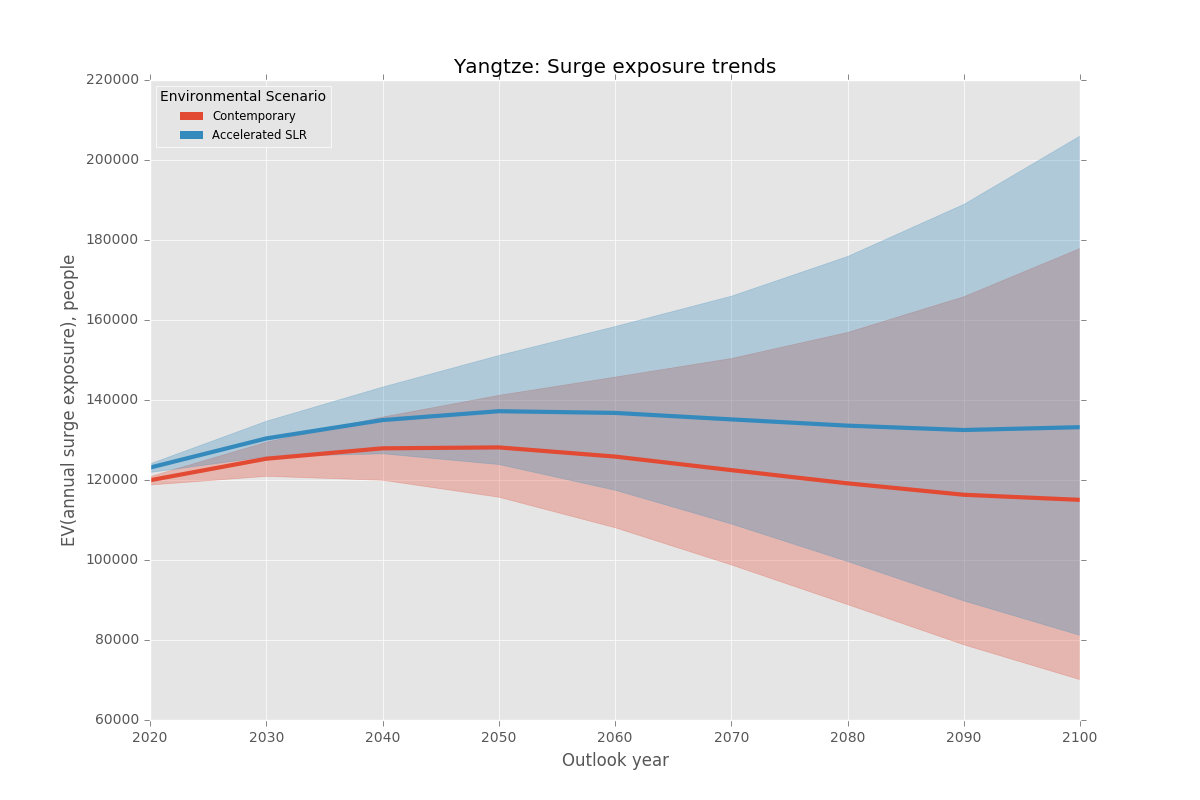 Yangtze: Surge exposure trends
220000
200000
180000
160000
140000
120000
100000
80000
60000
Environmental Scenario
Contemporary
Accelerated SLR
EV(annual surge exposure), people
2020 2030 2040 2050 2060 2070 2080 2090 2100
Outlook year